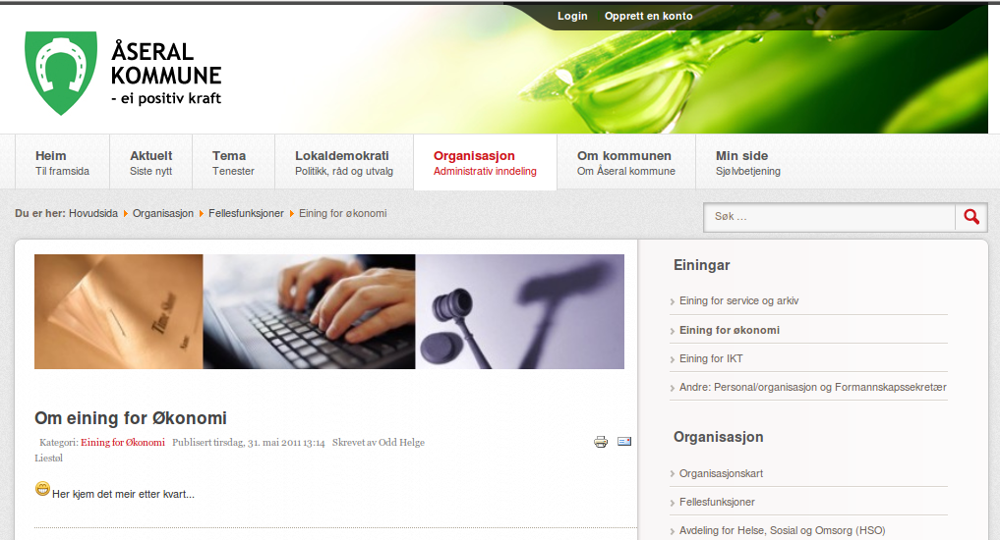 Login Opprett en konto
ÅSERAL
KOMMUNE
- ei positiv kraft
Heim Aktuelt Tema Lokaldemokrati Organisasjon Om kommunen Min side
Til framsida Siste nytt Tenester Politikk, råd og utvalg Administrativ inndeling Om Åseral kommune Sjølvbetjening
Du er her: Hovudsida Organisasjon Fellesfunksjoner Eining for økonomi
Søk ...
Time Sheet
Name
Om eining for Økonomi
Kategori: Eining for Økonomi Publisert tirsdag, 31. mai 2011 13:14 Skrevet av Odd Helge
Liestøl
Her kjem det meir etter kvart...
Einingar
Eining for service og arkiv
Eining for økonomi
Eining for IKT
Andre: Personal/organisasjon og Formannskapssekretær
Organisasjon
Organisasjonskart
Fellesfunksjoner
Avdeling for Helse, Sosial og Omsorg (HSO)